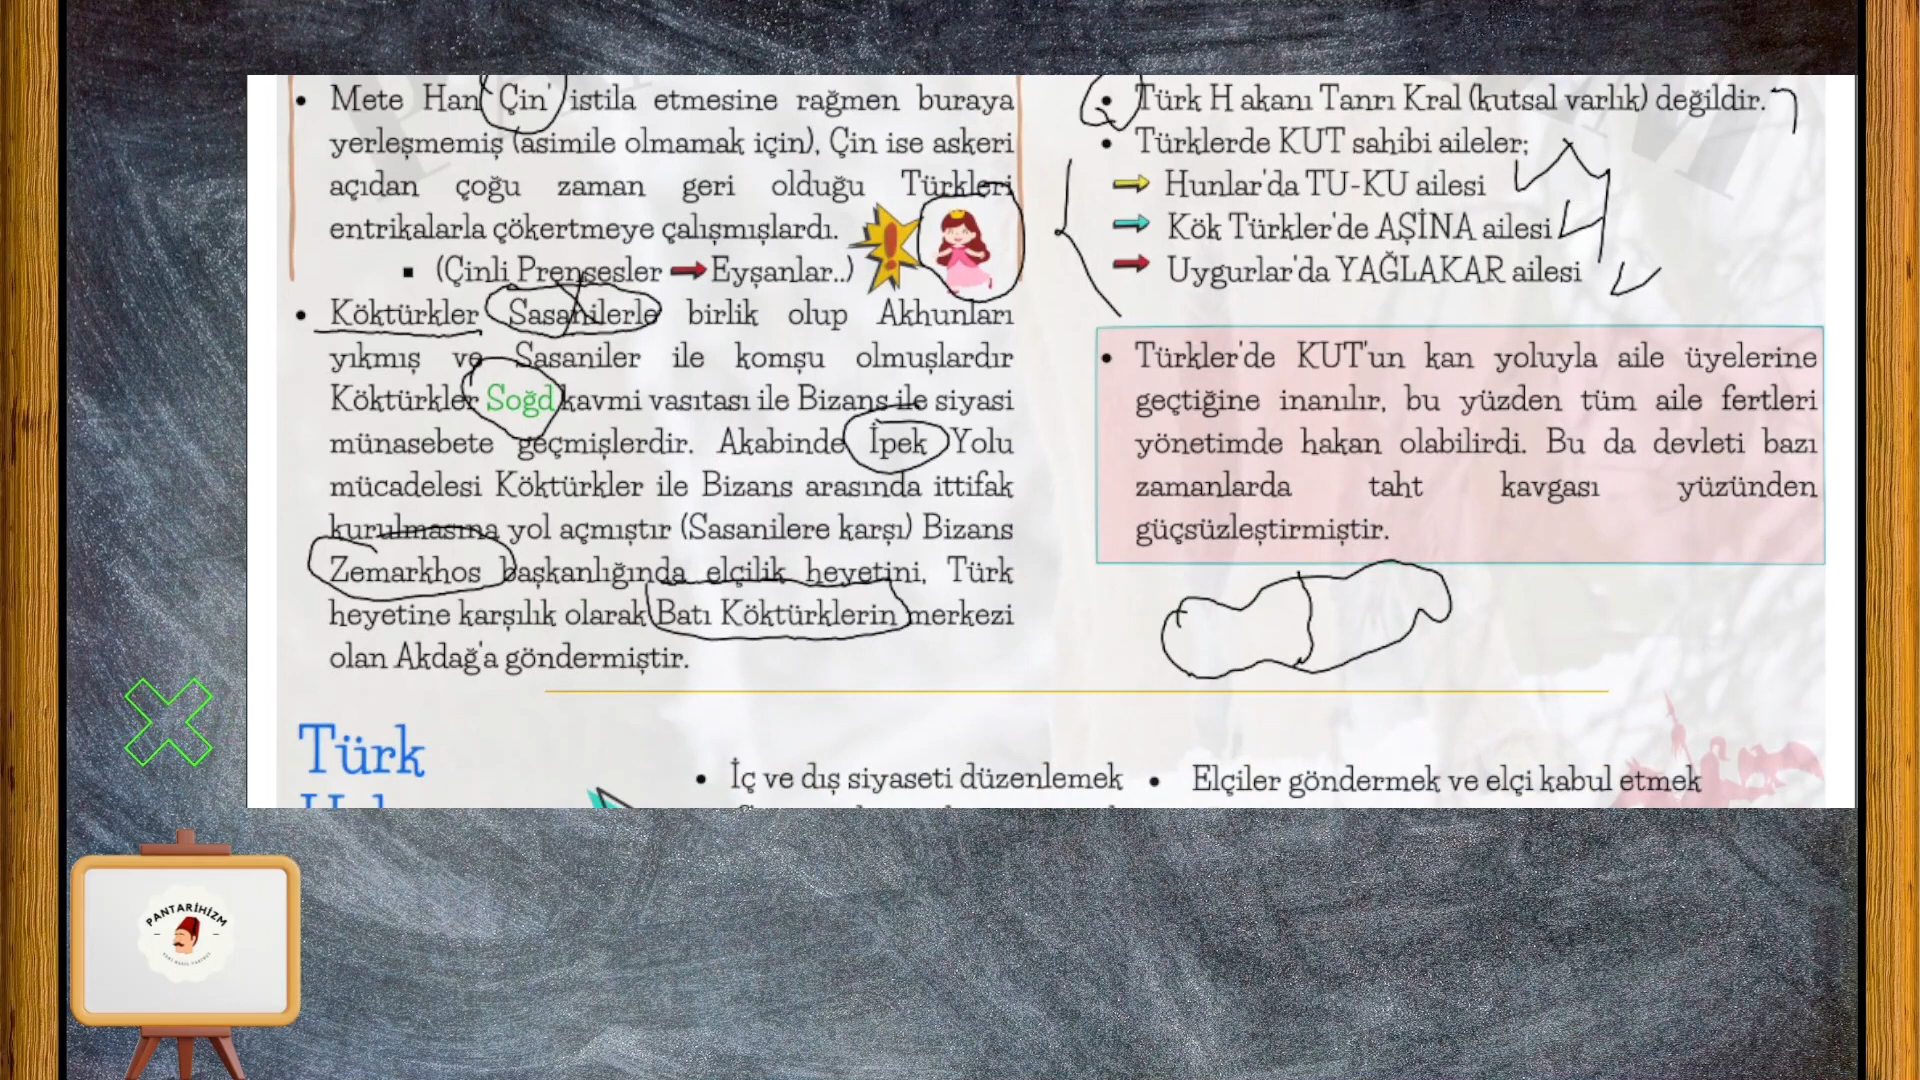 Mete Han Çin' istila etmesine rağmen buraya
yerleşmemiş (asimile olmamak için), Çin ise askeri
açıdan çoğu zaman geri olduğu Türkleri
entrikalarla çökertmeye çalışmışlardı.
(Çinli Prensesler Eyşanlar..)
Köktürkler Sasanilerle birlik olup Akhunları
yıkmış ve Sasaniler ile komşu olmuşlardır
Köktürkler Soğd kavmi vasıtası ile Bizans ile siyasi
münasebete geçmişlerdir. Akabinde İpek Yolu
mücadelesi Köktürkler ile Bizans arasında ittifak
kurulmasına yol açmıştır (Sasanilere karşı) Bizans
Zemarkhos başkanlığında elçilik heyetini, Türk
heyetine karşılık olarak Batı Köktürklerin merkezi
olan Akdağ'a göndermiştir.
Türk H akanı Tanrı Kral (kutsal varlık) değildir.
Türklerde KUT sahibi aileler;
Hunlar'da TU-KU ailesi
Kök Türkler'de AŞİNA ailesi
Uygurlar'da YAĞLAKAR ailesi
Türkler'de KUT'un kan yoluyla aile üyelerine
geçtiğine inanılır, bu yüzden tüm aile fertleri
yönetimde hakan olabilirdi. Bu da devleti bazı
zamanlarda taht kavgası yüzünden
güçsüzleştirmiştir.
Türk
İç ve dış siyaseti düzenlemek
Elçiler göndermek ve elçi kabul etmek
PANTARİHİZM